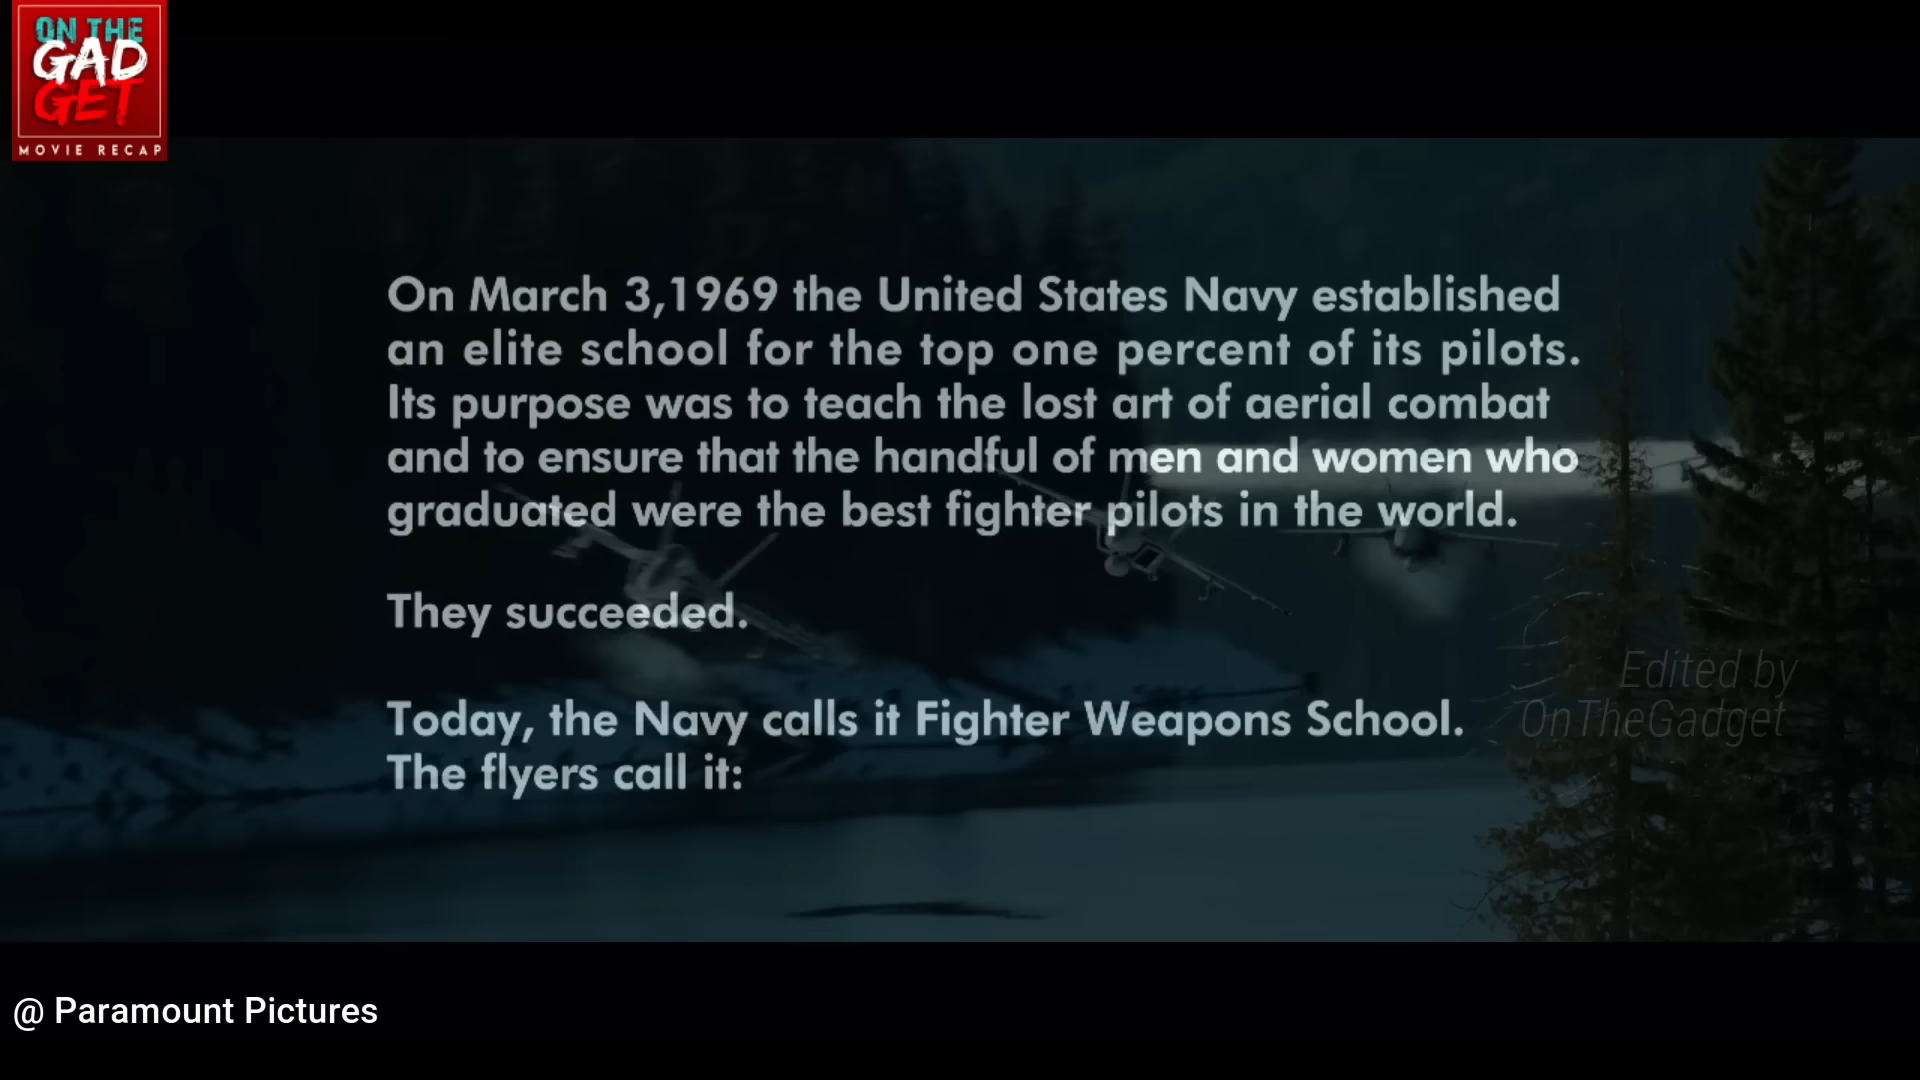 ON THE
GAD
GET
MOVIE RECAP
On March 3,1969 the United States Navy established
an elite school for the top one percent of its pilots.
Its purpose was to teach the lost art of aerial combat
and to ensure that the handful of men and women who
graduated were the best fighter pilots in the world.
They succeeded.
Edited by
OnTheGadget
Today, the Navy calls it Fighter Weapons School.
The flyers call it:
@ Paramount Pictures